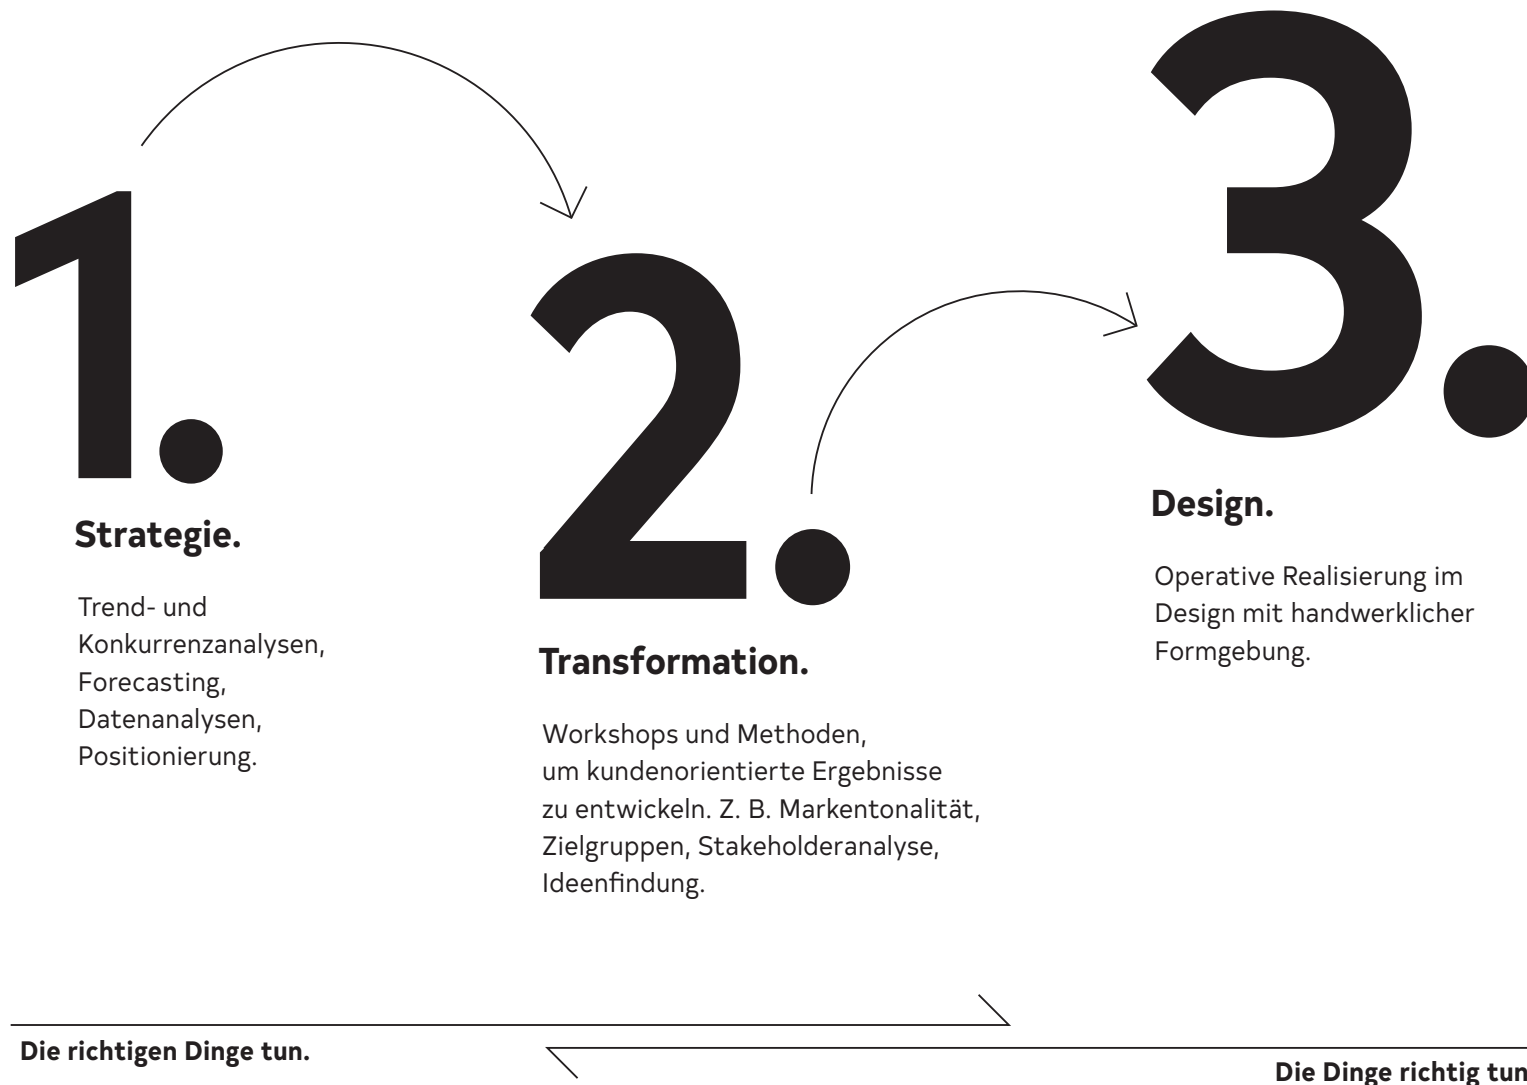 1.
Strategie.
Trend- und
Konkurrenzanalysen,
Forecasting,
Datenanalysen,
Positionierung.
2.
Transformation.
Workshops und Methoden,
um kundenorientierte Ergebnisse
zu entwickeln. Z. B. Markentonalität,
Zielgruppen, Stakeholderanalyse,
Ideenfindung.
3.
Design.
Operative Realisierung im
Design mit handwerklicher
Formgebung.
Die richtigen Dinge tun.
Die Dinge richtig tun